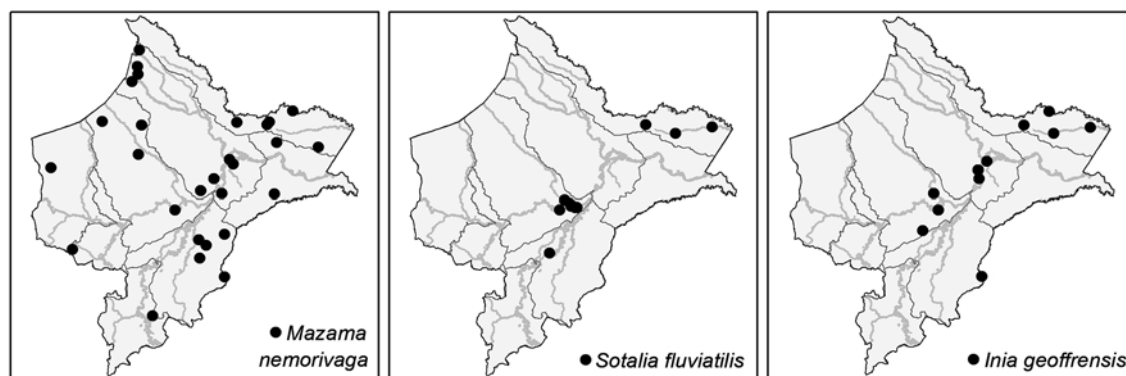 Mazama
nemorivaga
Sotalia fluviatilis
Inia geoffrensis